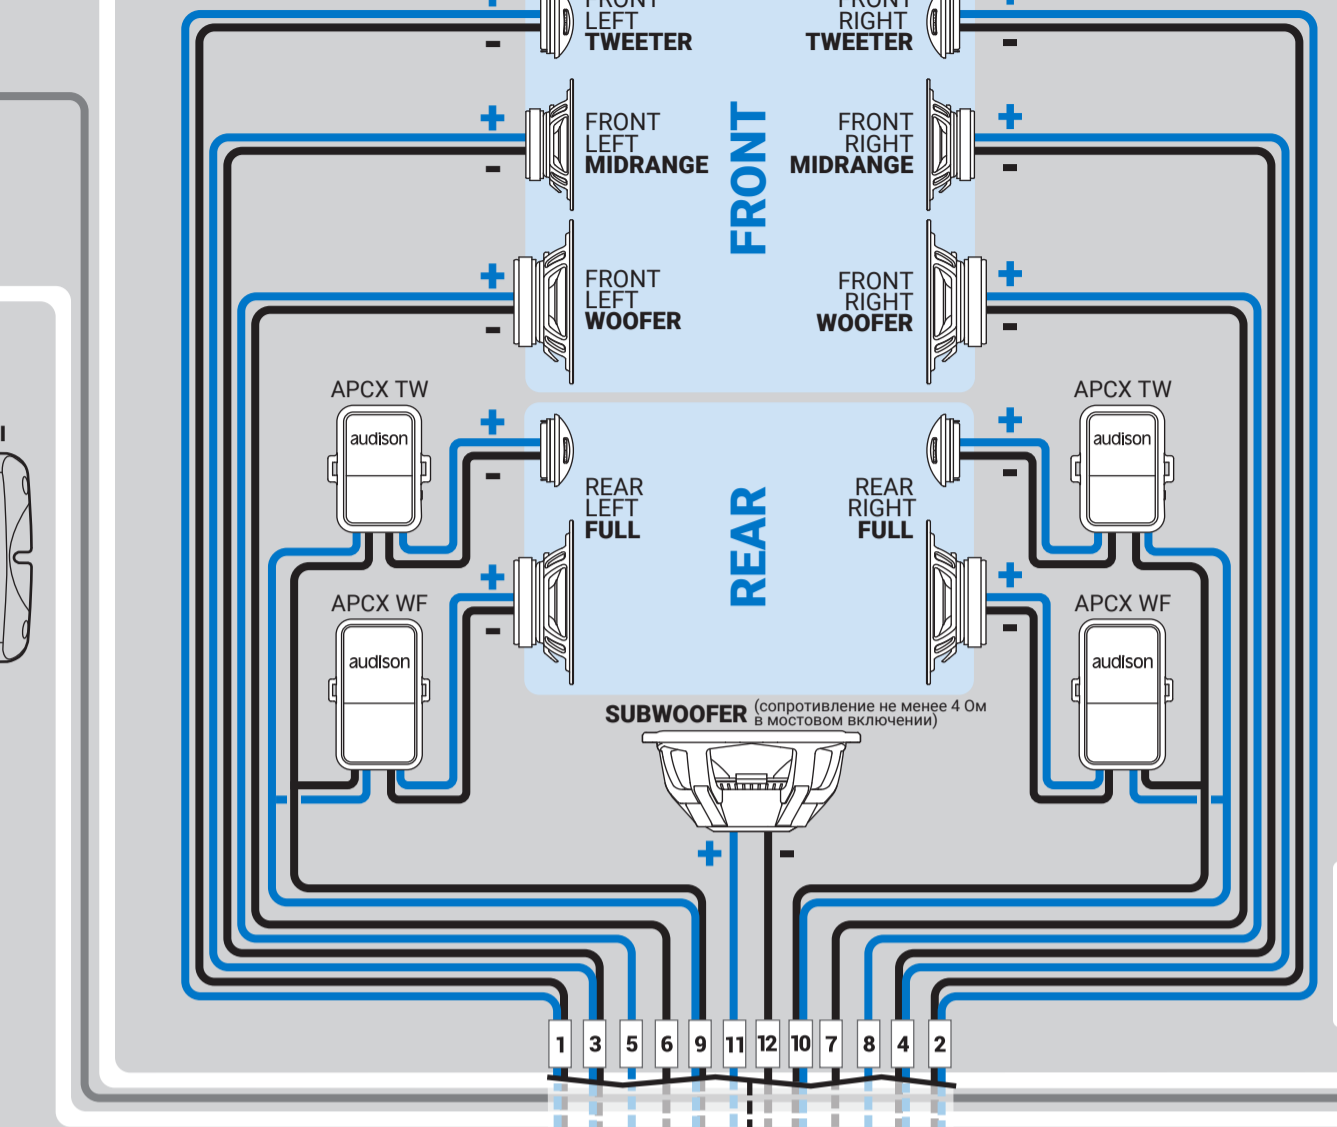 FRONT
LEFT
TWEETER
FRONT
RIGHT
TWEETER
+
-
+
-
FRONT
LEFT
MIDRANGE
FRONT
RIGHT
MIDRANGE
+
-
+
-
FRONT
FRONT
LEFT
WOOFER
FRONT
RIGHT
WOOFER
+
-
+
-
APCX TW
audison
APCX TW
audison
+
-
+
-
REAR
LEFT
FULL
REAR
RIGHT
FULL
REAR
APCX WF
audison
APCX WF
audison
+
-
+
-
SUBWOOFER (сопротивление не менее 4 Ом
в мостовом включении)
+ -
1 3 5 6 9 11 12 10 7 8 4 2